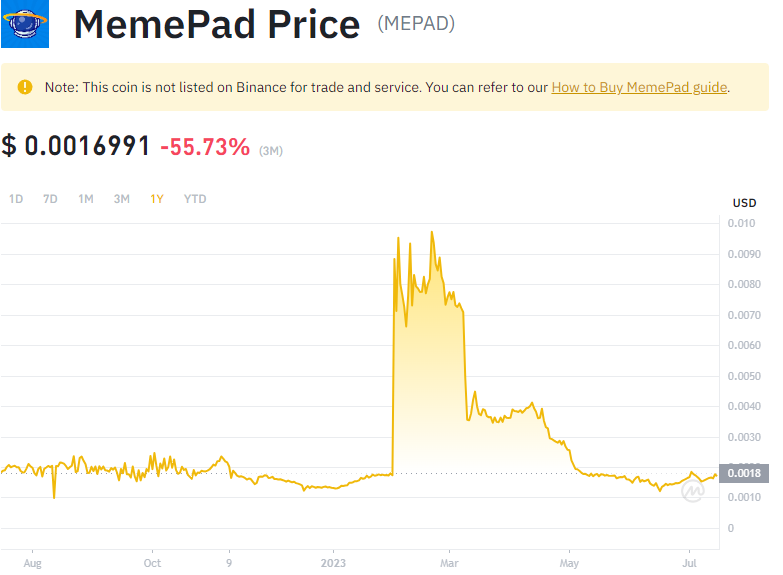 MemePad Price (MEPAD)
Note: This coin is not listed on Binance for trade and service. You can refer to our How to Buy MemePad guide.
$ 0.0016991 -55.73% (3M)
1D 7D 1M 3M 1Y YTD
USD
0.010
0.0090
0.0080
0.0070
0.0060
0.0050
0.0040
0.0030
0.0018
0.0010
0
Aug Oct 9 2023 Mar May Jul